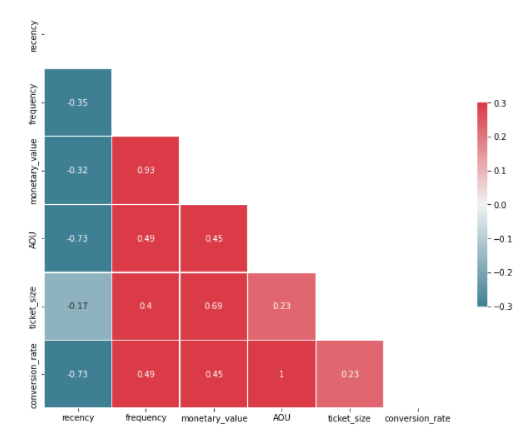 recency
frequency
-0.35
monetary_value
-0.32 0.93
AOU
-0.73 0.49 0.45
ticket_size
-0.17 0.4 0.69 0.23
conversion_rate
-0.73 0.49 0.45 1 0.23
recency frequency monetary_value AOU ticket_size conversion_rate
0.3
0.2
0.1
0.0
−0.1
−0.2
−0.3